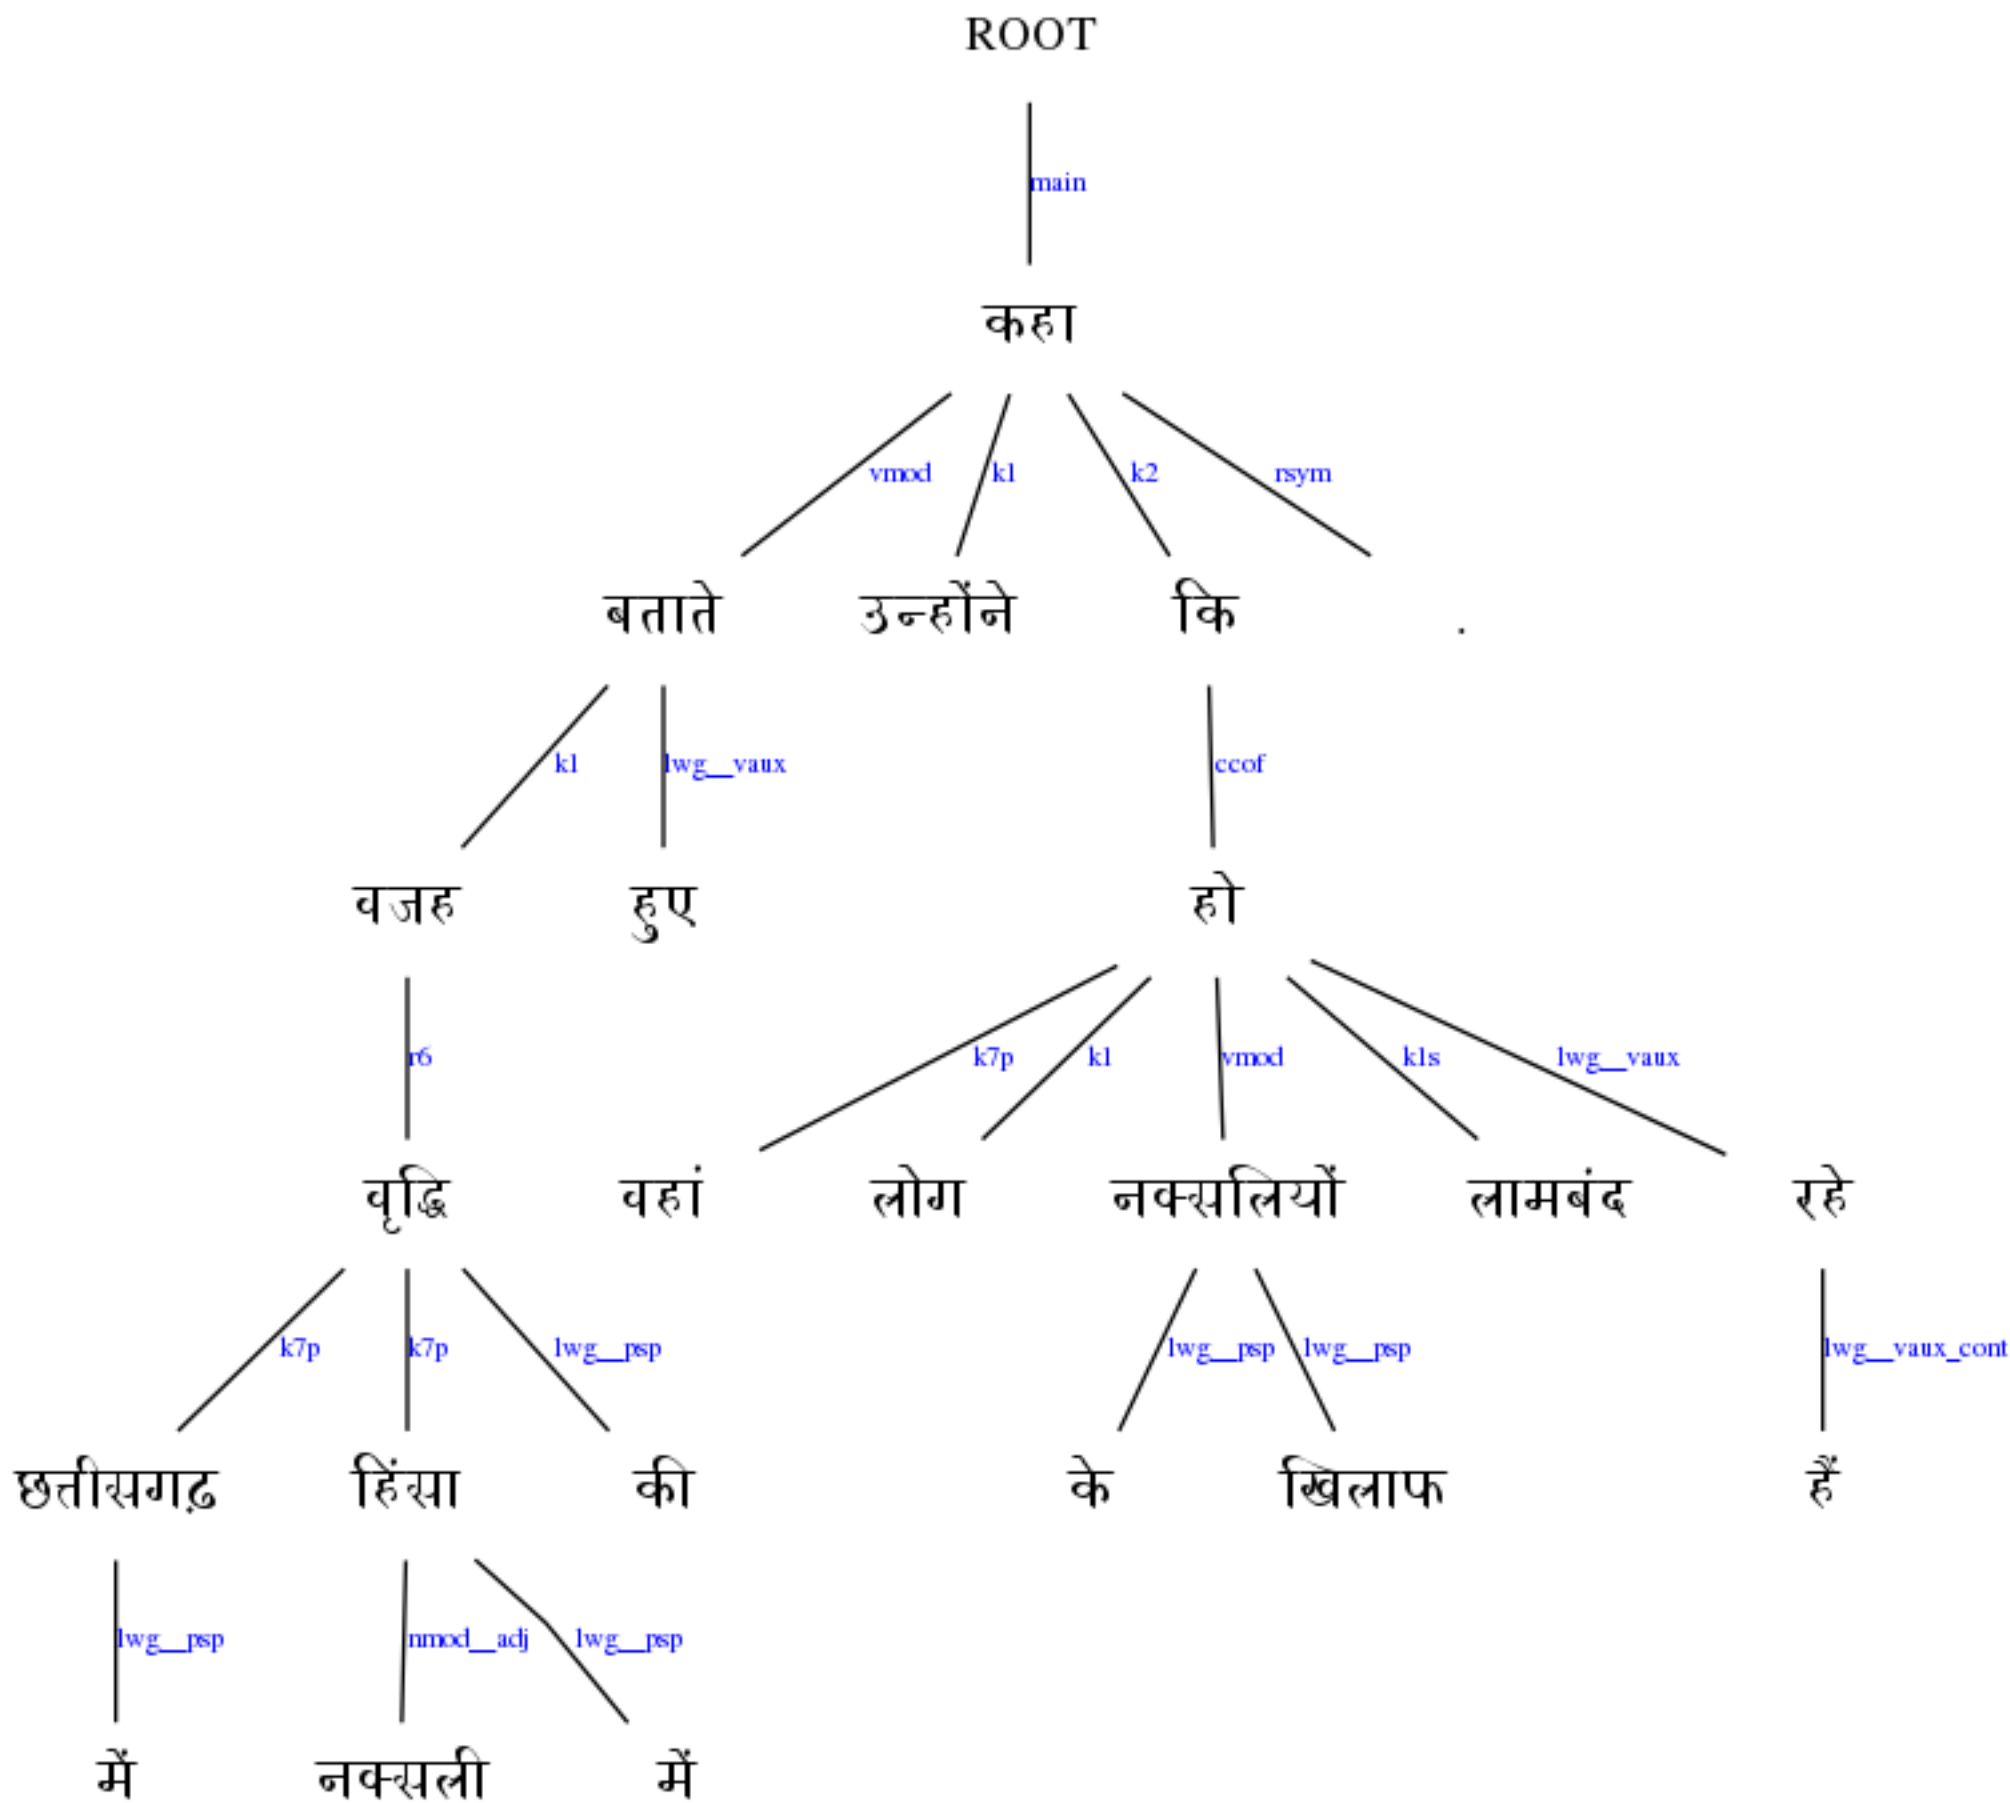 ROOT
main
कहा
vmod k1 k2 rsym
बताते उन्होंने कि .
k1 lwg__vaux ccof
वजह हुए हो
r6 k7p k1 vmod k1s lwg__vaux
वृद्धि वहां लोग नक्सलियों लामबंद रहे
k7p k7p lwg__psp lwg__psp lwg__psp lwg__vaux_cont
छत्तीसगढ़ हिंसा की के खिलाफ हैं
lwg__psp nmod__adj lwg__psp
में नक्सली में